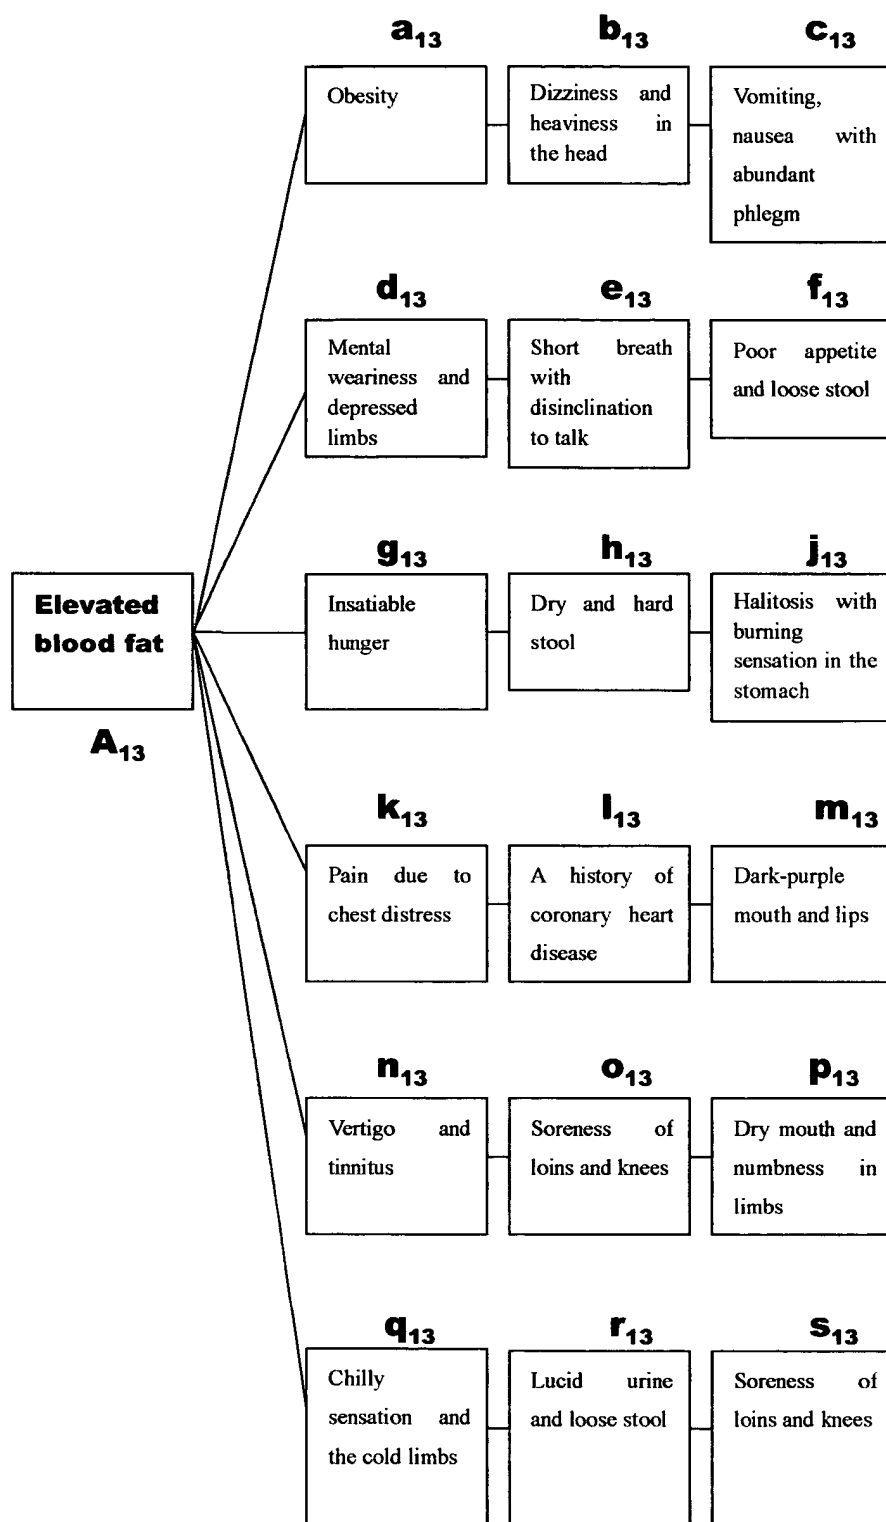 a13
b13
c13
Obesity
Dizziness and
heaviness in
the head
Vomiting,
nausea with
abundant
phlegm
d13
e13
f13
Mental
weariness and
depressed
limbs
Short breath
with
disinclination
to talk
Poor appetite
and loose stool
g13
h13
j13
Elevated
blood fat
A13
Insatiable
hunger
Dry and hard
stool
Halitosis with
burning
sensation in the
stomach
k13
l13
m13
Pain due to
chest distress
A history of
coronary heart
disease
Dark-purple
mouth and lips
n13
o13
p13
Vertigo and
tinnitus
Soreness of
loins and knees
Dry mouth and
numbness in
limbs
q13
r13
s13
Chilly
sensation and
the cold limbs
Lucid urine
and loose stool
Soreness of
loins and knees